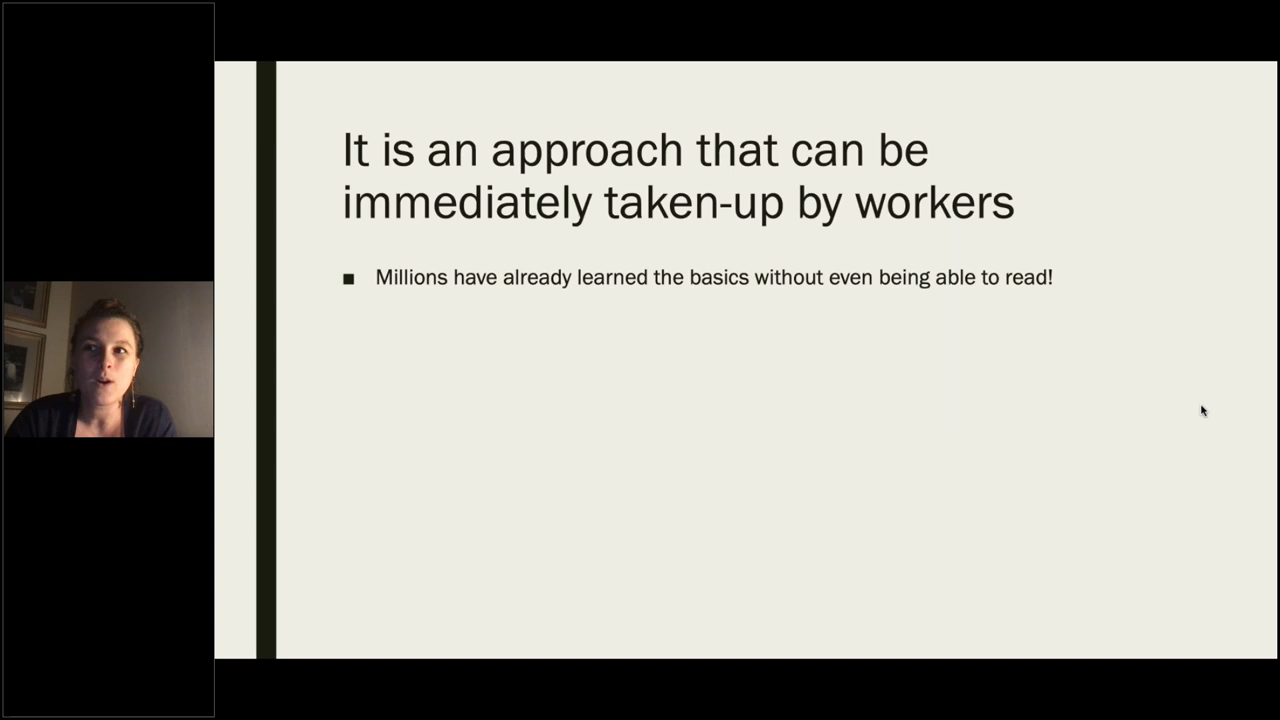 It is an approach that can be
immediately taken-up by workers
■ Millions have already learned the basics without even being able to read!